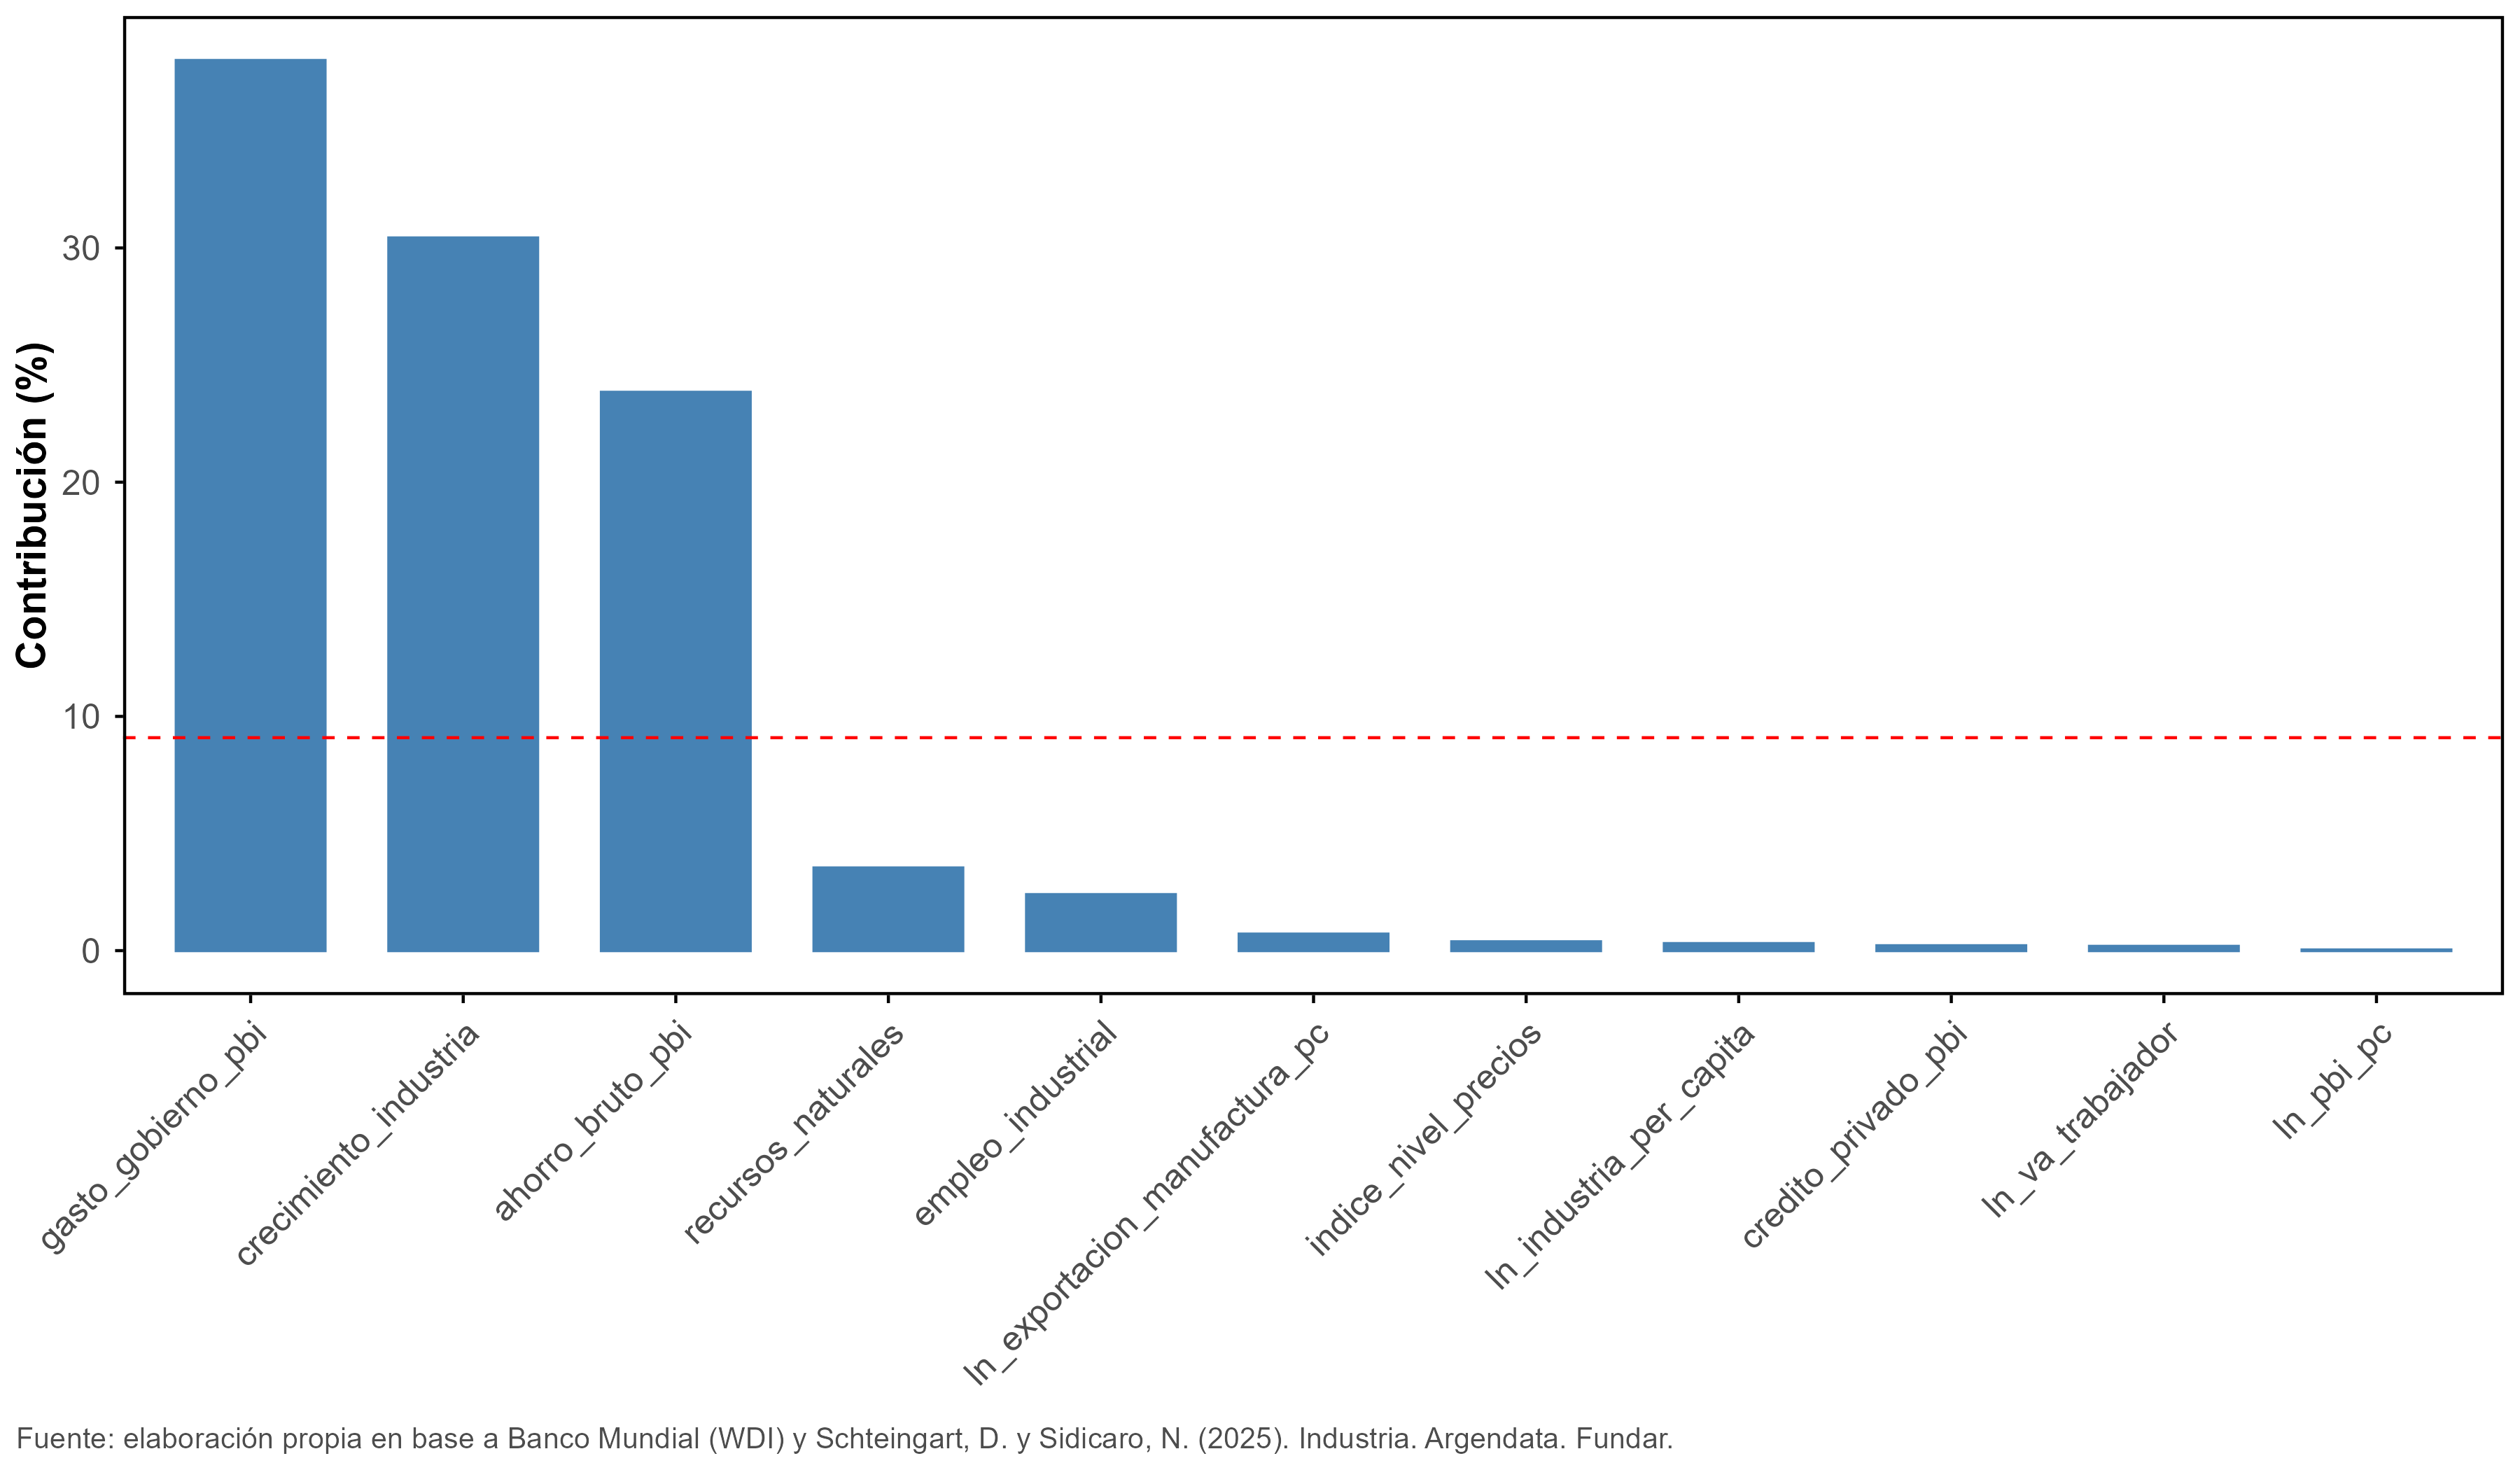 Contribución (%)
30
20
10
0
gasto_gobierno_pbi
crecimiento_industria
ahorro_bruto_pbi
recursos_naturales
empleo_industrial
ln_exportacion_manufactura_pc
indice_nivel_precios
ln_industria_per_capita
credito_privado_pbi
ln_va_trabajador
ln_pbi_pc
Fuente: elaboración propia en base a Banco Mundial (WDI) y Schteingart, D. y Sidicaro, N. (2025). Industria. Argendata. Fundar.